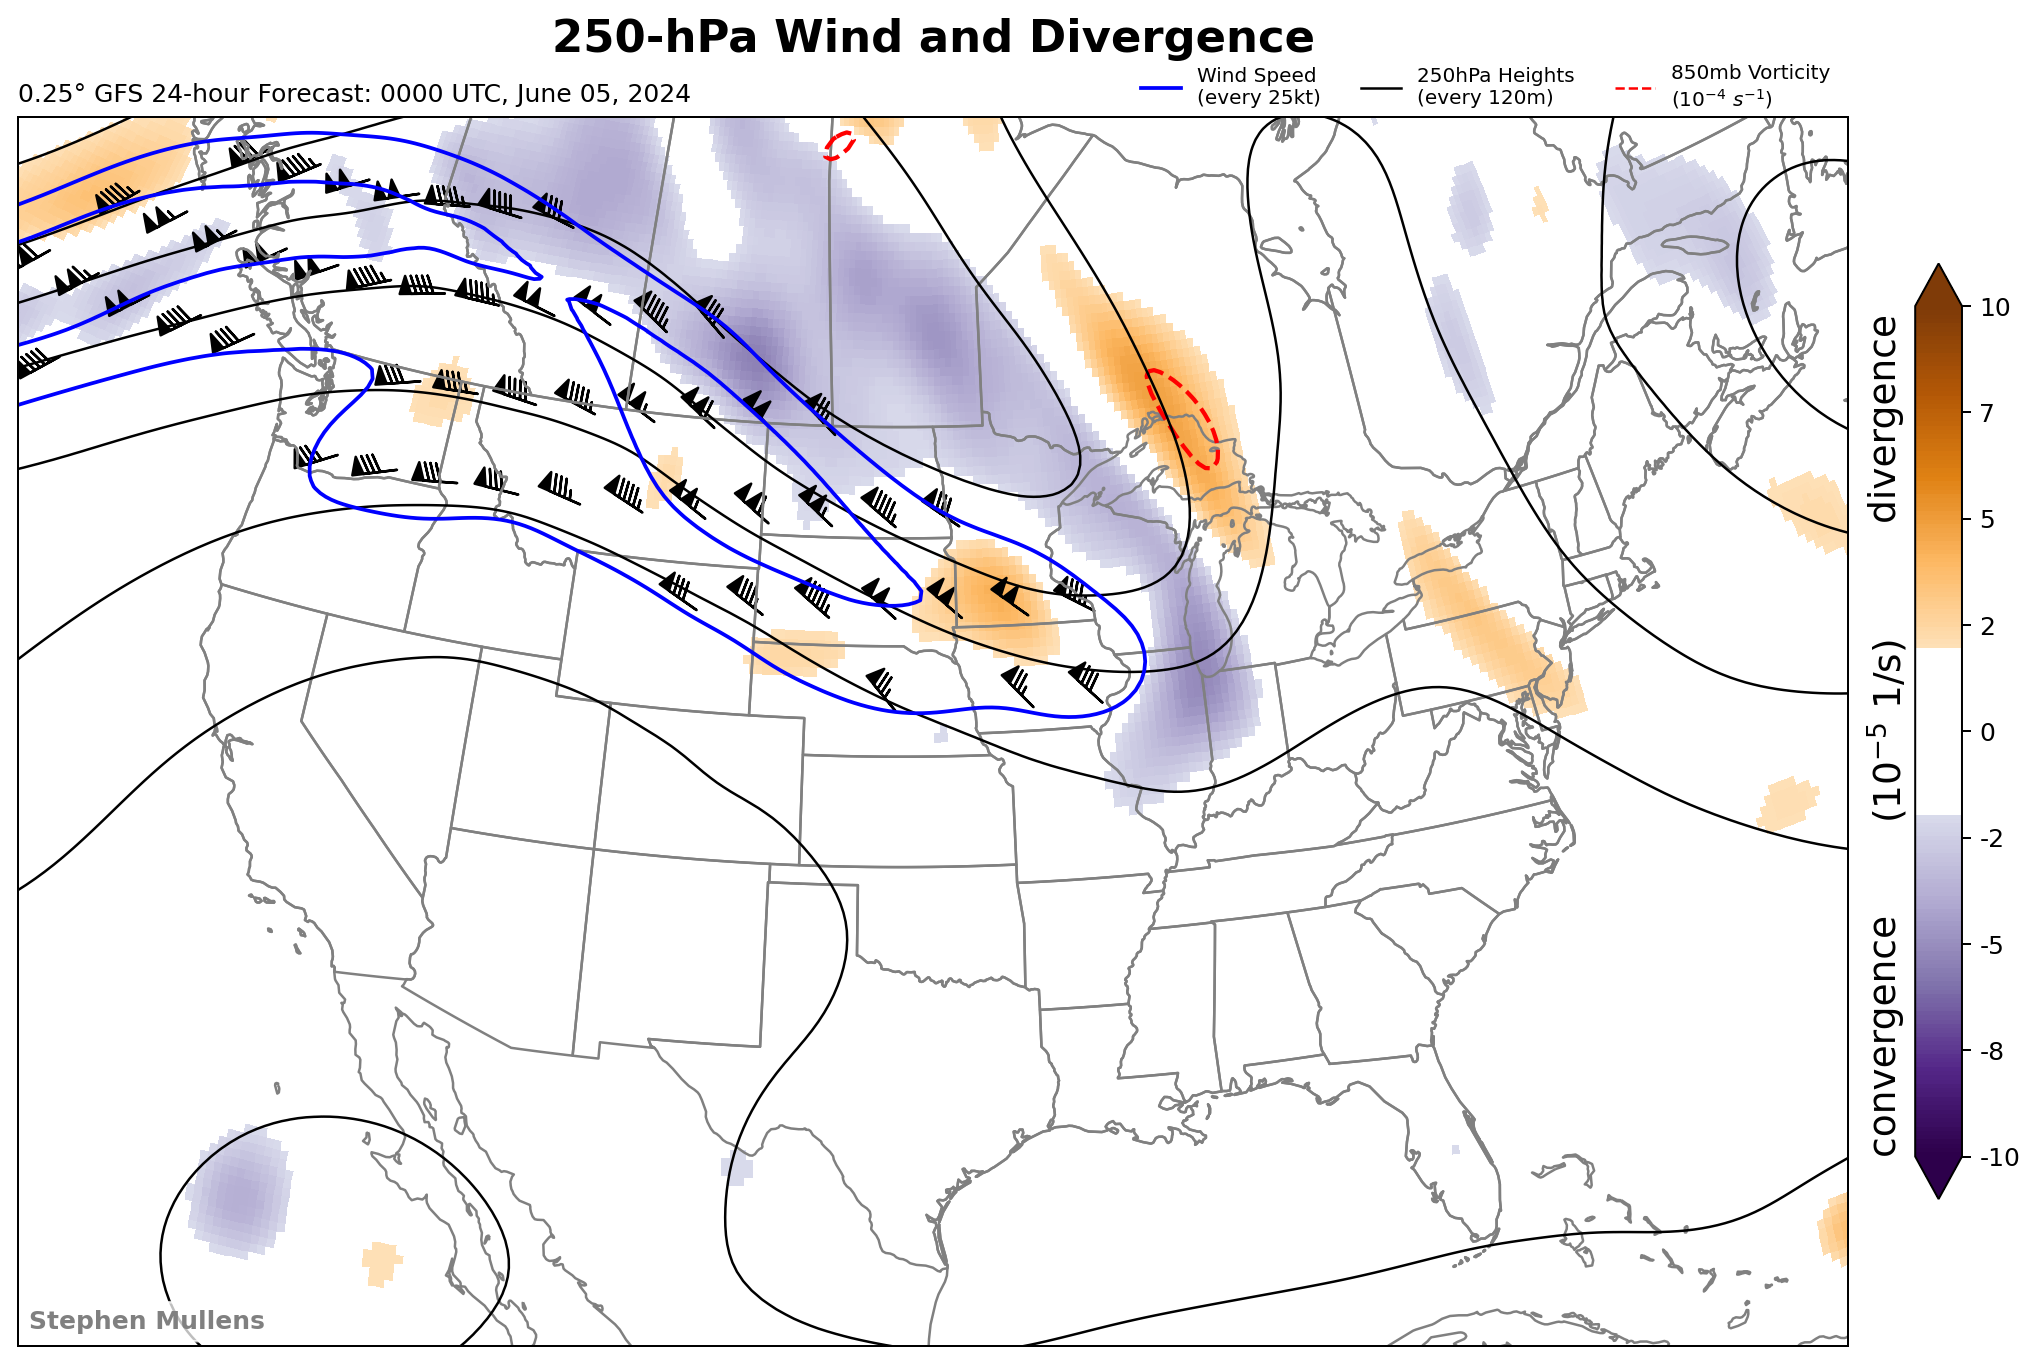 250-hPa Wind and Divergence
0.25° GFS 24-hour Forecast: 0000 UTC, June 05, 2024
Wind Speed
(every 25kt)
250hPa Heights
(every 120m)
850mb Vorticity
(10⁻⁴ s⁻¹)
10
7
5
2
0
-2
-5
-8
-10
convergence (10⁻⁵ 1/s) divergence
Stephen Mullens